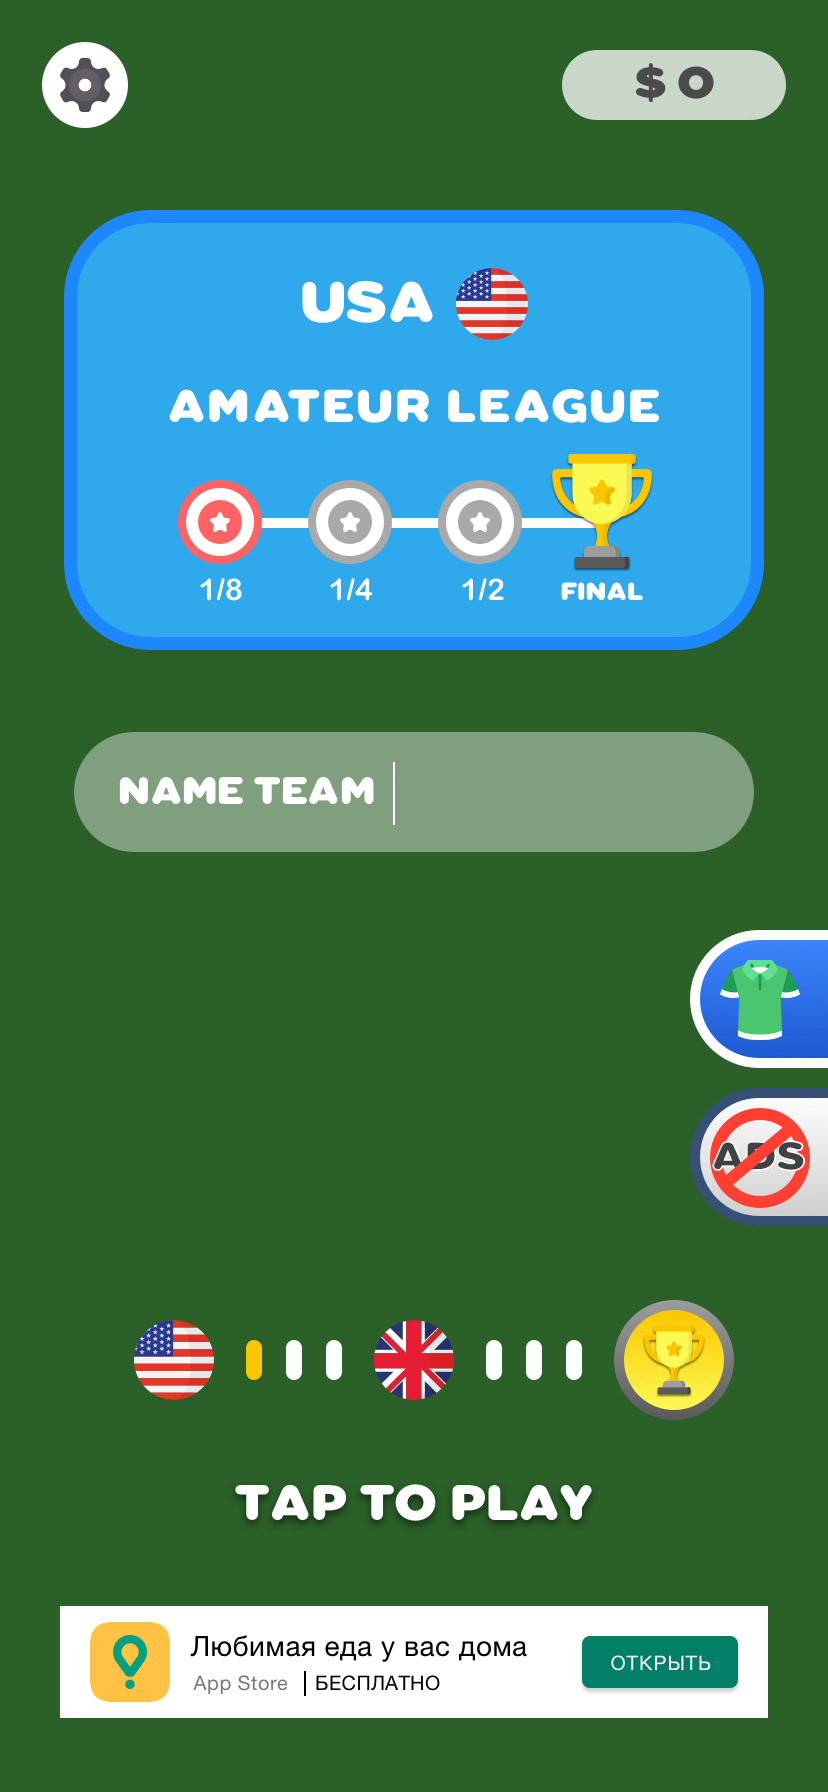 $ 0
USA
AMATEUR LEAGUE
1/8
1/4
1/2
FINAL
NAME TEAM
ADS
TAP TO PLAY
Любимая еда у вас дома
App Store
БЕСПЛАТНО
ОТКРЫТЬ